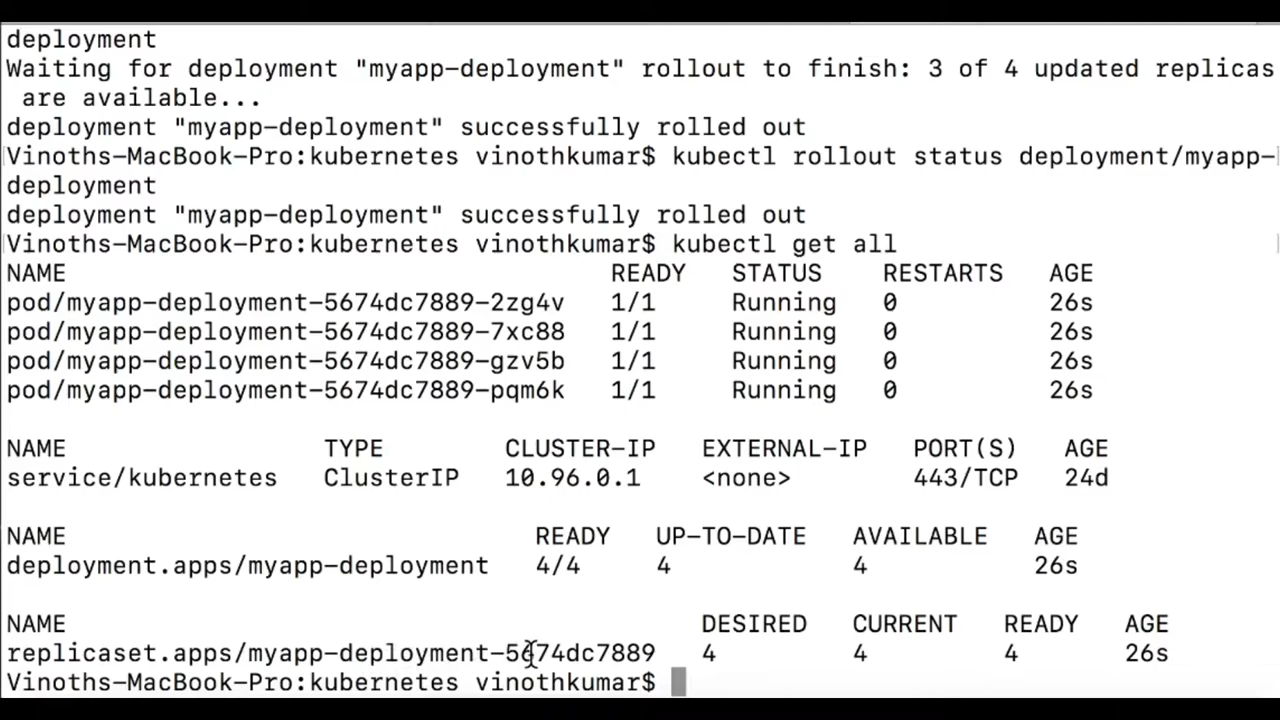 deployment
Waiting for deployment "myapp-deployment" rollout to finish: 3 of 4 updated replicas
are available...
deployment "myapp-deployment" successfully rolled out
Vinoths-MacBook-Pro:kubernetes vinothkumar$ kubectl rollout status deployment/myapp-
deployment
deployment "myapp-deployment" successfully rolled out
Vinoths-MacBook-Pro:kubernetes vinothkumar$ kubectl get all
NAME READY STATUS RESTARTS AGE
pod/myapp-deployment-5674dc7889-2zg4v 1/1 Running 0 26s
pod/myapp-deployment-5674dc7889-7xc88 1/1 Running 0 26s
pod/myapp-deployment-5674dc7889-gzv5b 1/1 Running 0 26s
pod/myapp-deployment-5674dc7889-pqm6k 1/1 Running 0 26s
NAME TYPE CLUSTER-IP EXTERNAL-IP PORT(S) AGE
service/kubernetes ClusterIP 10.96.0.1 <none> 443/TCP 24d
NAME READY UP-TO-DATE AVAILABLE AGE
deployment.apps/myapp-deployment 4/4 4 4 26s
NAME DESIRED CURRENT READY AGE
replicaset.apps/myapp-deployment-5674dc7889 4 4 4 26s
Vinoths-MacBook-Pro:kubernetes vinothkumar$